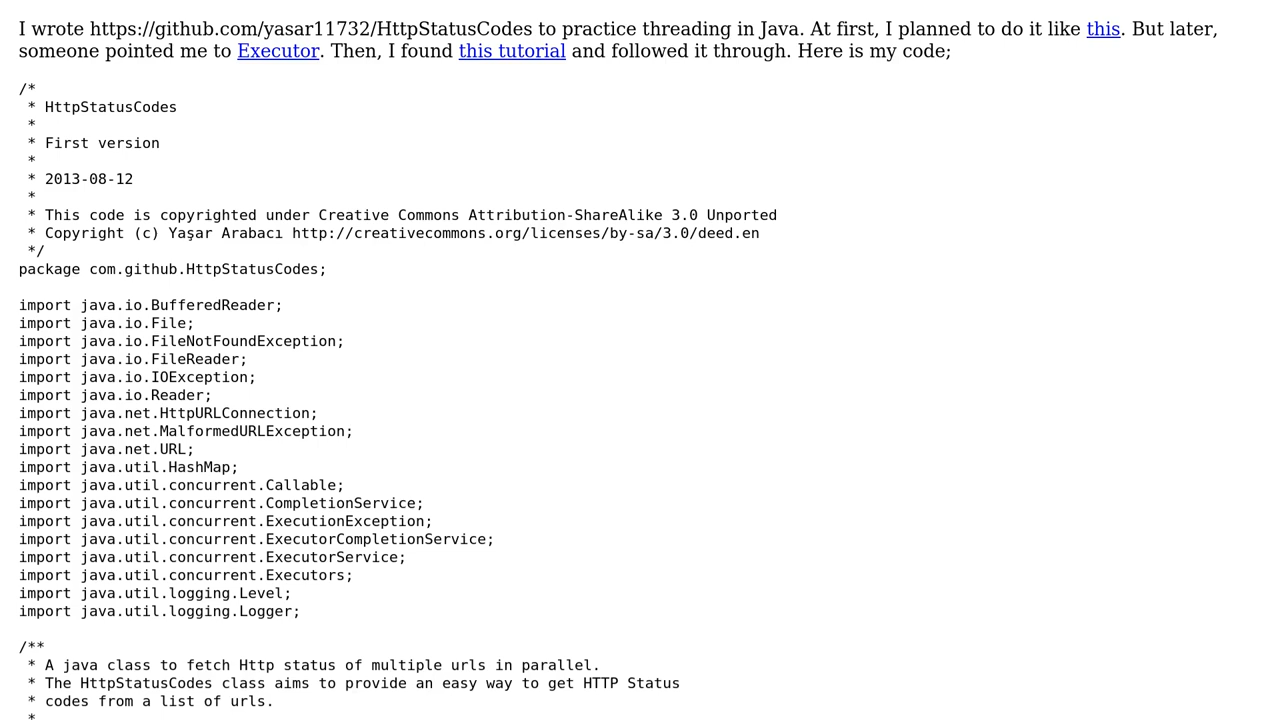 I wrote https://github.com/yasar11732/HttpStatusCodes to practice threading in Java. At first, I planned to do it like this. But later,
someone pointed me to Executor. Then, I found this tutorial and followed it through. Here is my code;
/*
 * HttpStatusCodes
 *
 * First version
 *
 * 2013-08-12
 *
 * This code is copyrighted under Creative Commons Attribution-ShareAlike 3.0 Unported
 * Copyright (c) Yaşar Arabacı http://creativecommons.org/licenses/by-sa/3.0/deed.en
 */
package com.github.HttpStatusCodes;
import java.io.BufferedReader;
import java.io.File;
import java.io.FileNotFoundException;
import java.io.FileReader;
import java.io.IOException;
import java.io.Reader;
import java.net.HttpURLConnection;
import java.net.MalformedURLException;
import java.net.URL;
import java.util.HashMap;
import java.util.concurrent.Callable;
import java.util.concurrent.CompletionService;
import java.util.concurrent.ExecutionException;
import java.util.concurrent.ExecutorCompletionService;
import java.util.concurrent.ExecutorService;
import java.util.concurrent.Executors;
import java.util.logging.Level;
import java.util.logging.Logger;
/**
 * A java class to fetch Http status of multiple urls in parallel.
 * The HttpStatusCodes class aims to provide an easy way to get HTTP Status
 * codes from a list of urls.
 *